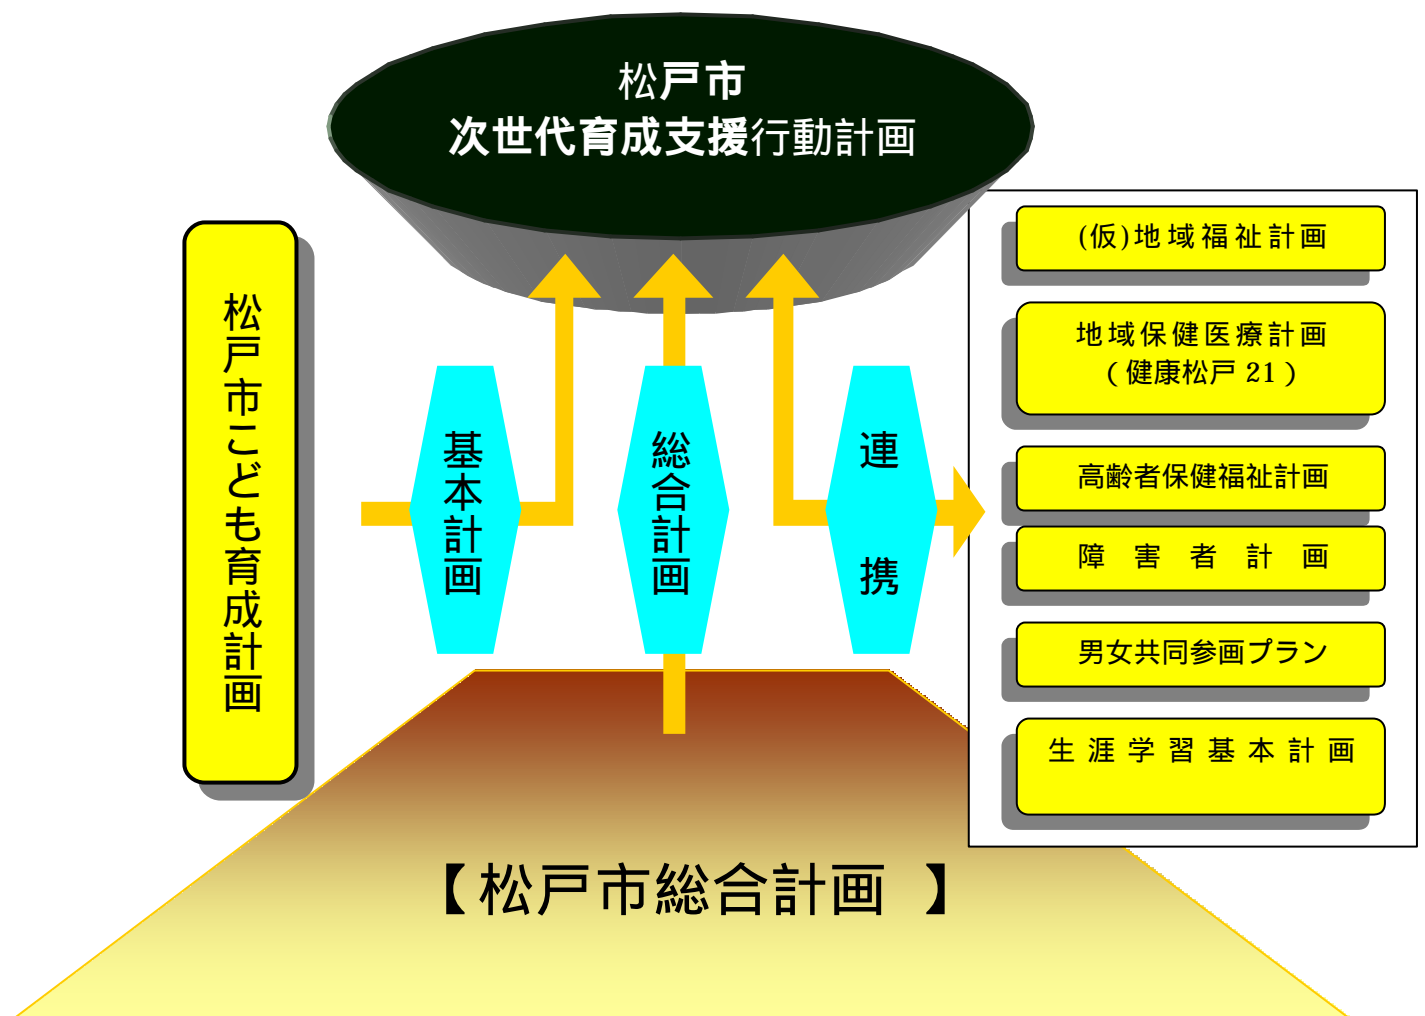 松戸市
次世代育成支援行動計画
松戸市こども育成計画
基本計画
総合計画
連携
(仮)地域福祉計画
地域保健医療計画
(健康松戸21)
高齢者保健福祉計画
障害者計画
男女共同参画プラン
生涯学習基本計画
【松戸市総合計画 】